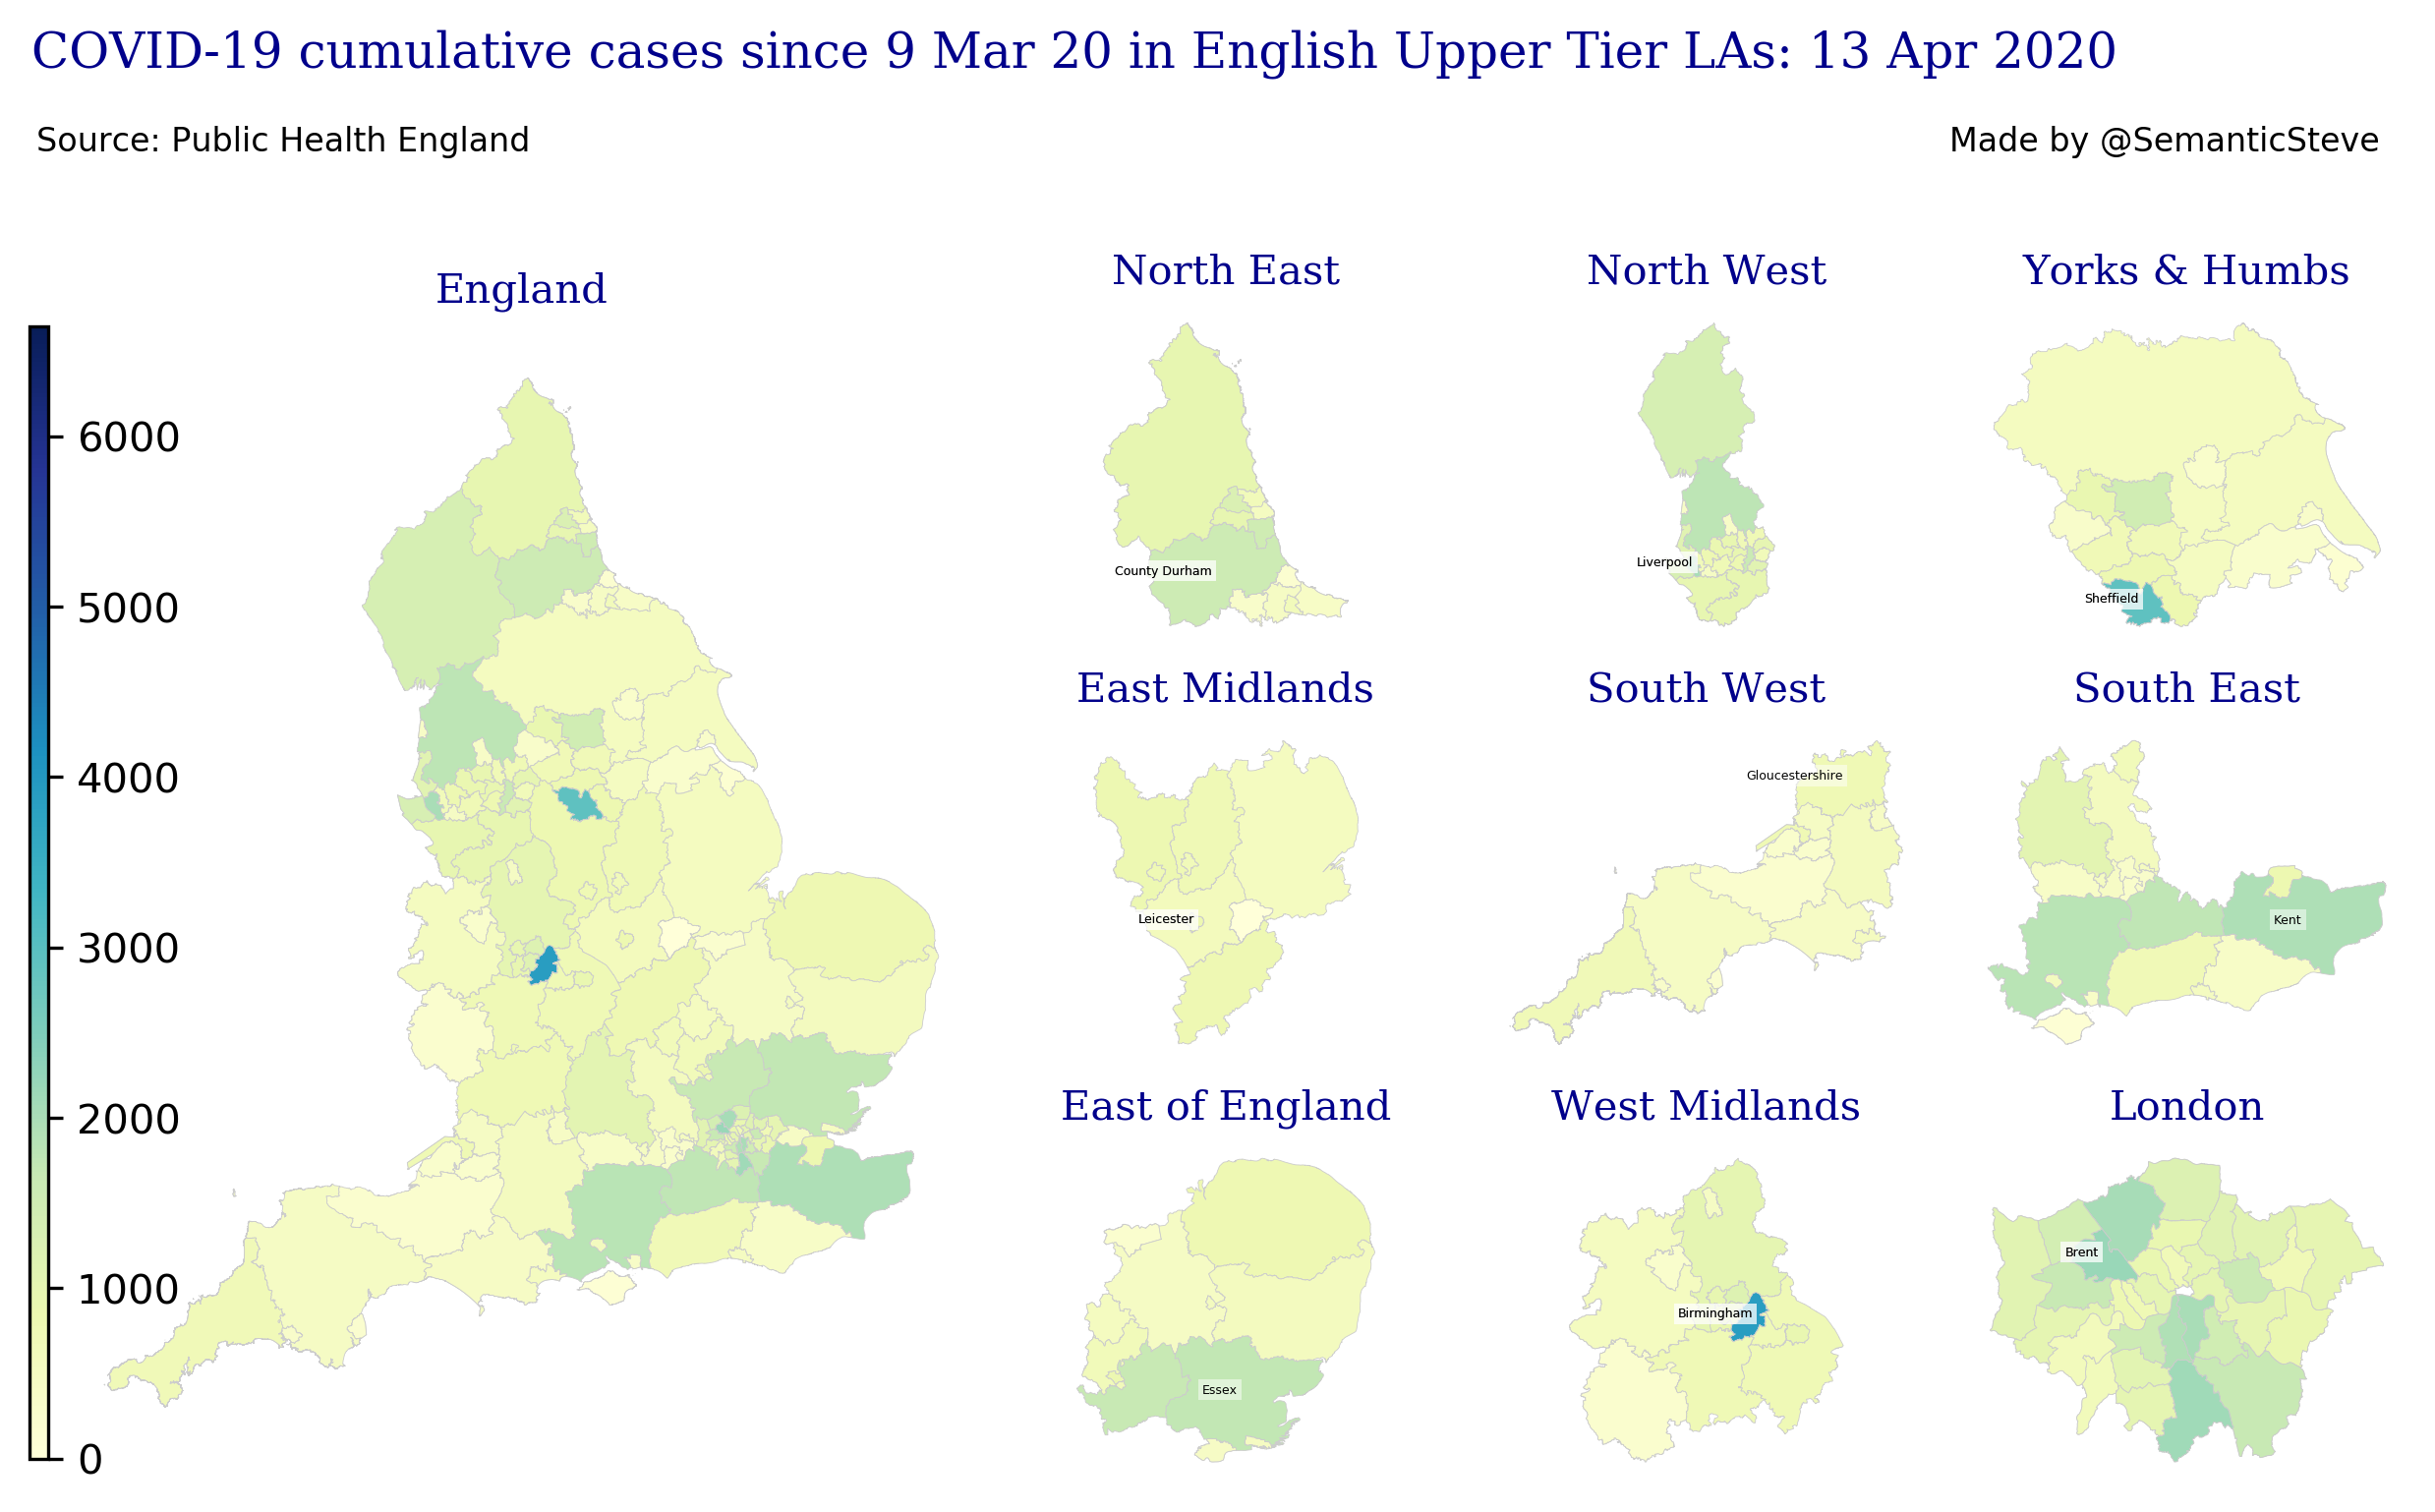 COVID-19 cumulative cases since 9 Mar 20 in English Upper Tier LAs: 13 Apr 2020
Source: Public Health England
Made by @SemanticSteve
England
6000
5000
4000
3000
2000
1000
0
North East
County Durham
North West
Liverpool
Yorks & Humbs
Sheffield
East Midlands
Leicester
South West
Gloucestershire
South East
Kent
East of England
Essex
West Midlands
Birmingham
London
Brent